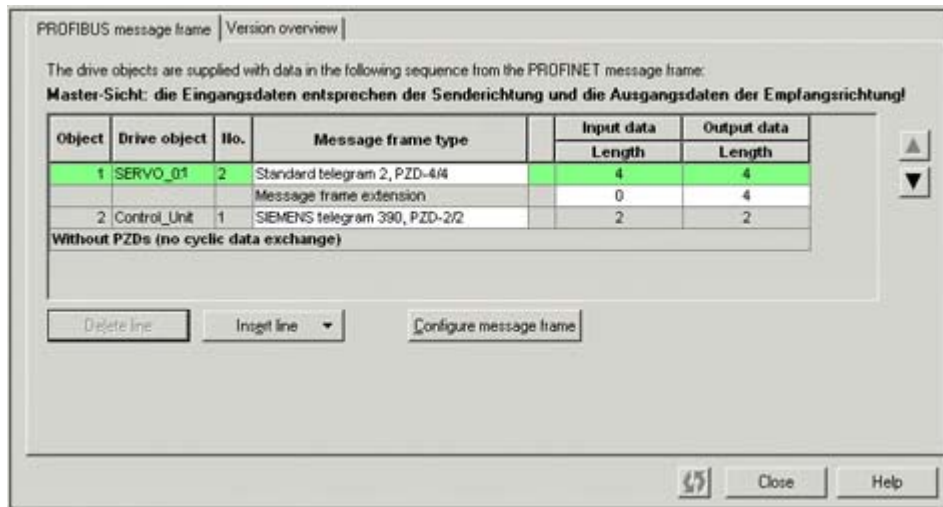 PROFIBUS message frame Version overview
The drive objects are supplied with data in the following sequence from the PROFINET message frame:
Master-Sicht: die Eingangsdaten entsprechen der Senderichtung und die Ausgangsdaten der Empfangsrichtung!
Object Drive object No. Message frame type Input data Output data
Length Length
1 SERVO_01 2 Standard telegram 2, PZD-4/4 4 4
Message frame extension 0 4
2 Control_Unit 1 SIEMENS telegram 390, PZD-2/2 2 2
Without PZDs (no cyclic data exchange)
Delete line Insert line Configure message frame
Close Help